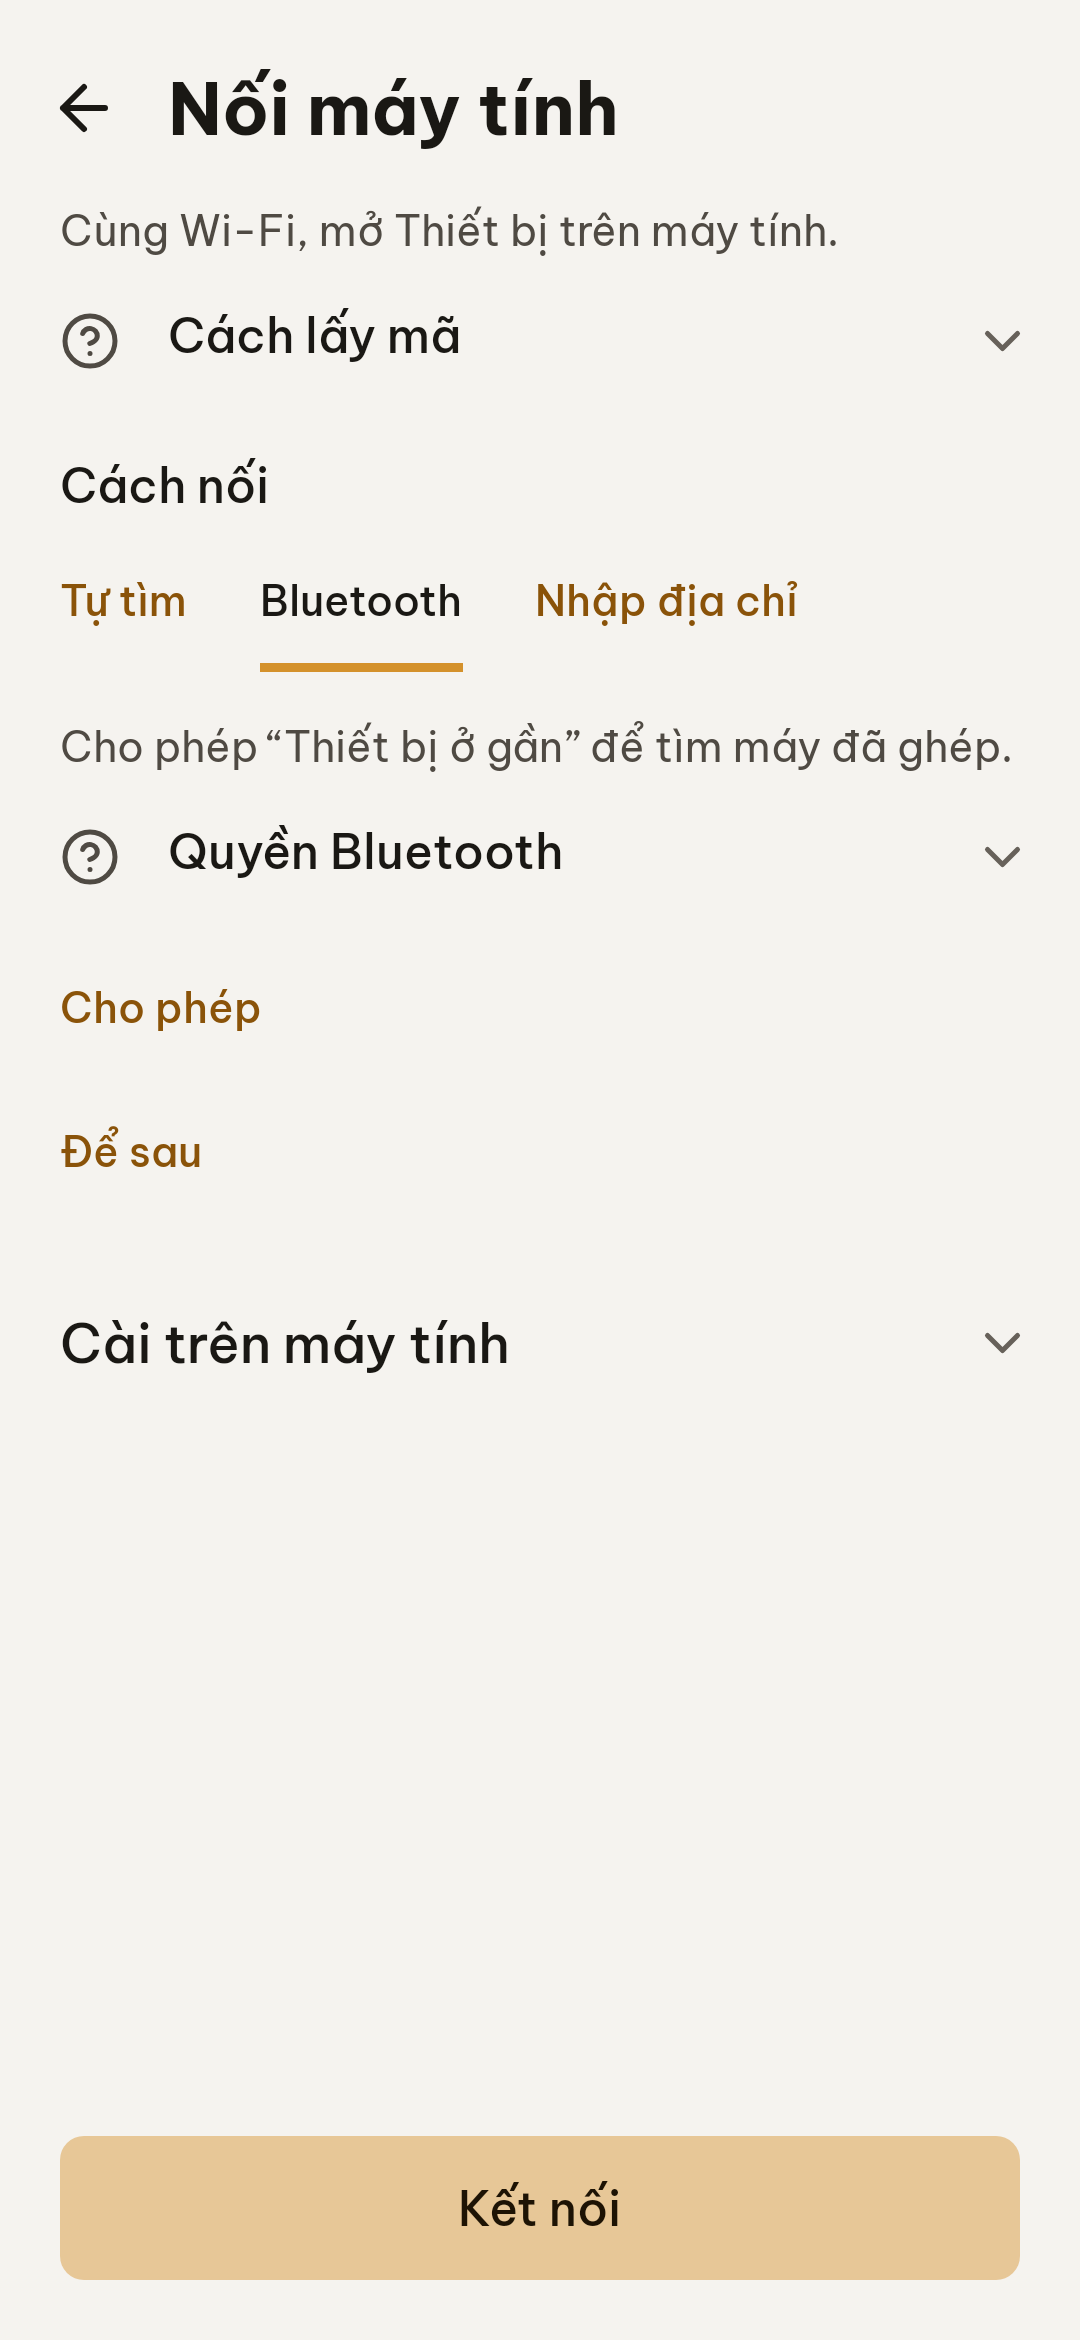 Nối máy tính
Cùng Wi-Fi, mở Thiết bị trên máy tính.
Cách lấy mã
Cách nối
Tự tìm
Bluetooth
Nhập địa chỉ
Cho phép “Thiết bị ở gần” để tìm máy đã ghép.
Quyền Bluetooth
Cho phép
Để sau
Cài trên máy tính
Kết nối